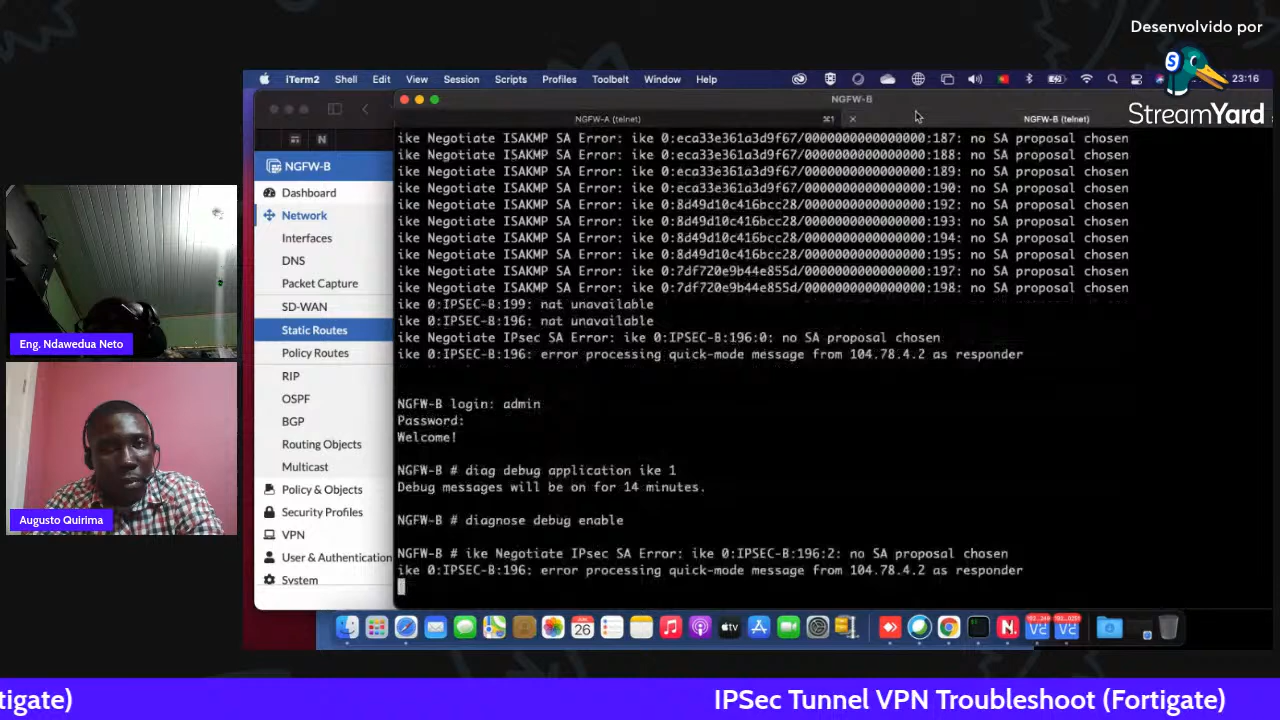 Desenvolvido por
StreamYard
iTerm2 Shell Edit View Session Scripts Profiles Toolbelt Window Help 23:16
NGFW-B
NGFW-A (telnet) ⌘1 NGFW-B (telnet)
ike Negotiate ISAKMP SA Error: ike 0:eca33e361a3d9f67/0000000000000000:187: no SA proposal chosen
ike Negotiate ISAKMP SA Error: ike 0:eca33e361a3d9f67/0000000000000000:188: no SA proposal chosen
ike Negotiate ISAKMP SA Error: ike 0:eca33e361a3d9f67/0000000000000000:189: no SA proposal chosen
ike Negotiate ISAKMP SA Error: ike 0:eca33e361a3d9f67/0000000000000000:190: no SA proposal chosen
ike Negotiate ISAKMP SA Error: ike 0:8d49d10c416bcc28/0000000000000000:192: no SA proposal chosen
ike Negotiate ISAKMP SA Error: ike 0:8d49d10c416bcc28/0000000000000000:193: no SA proposal chosen
ike Negotiate ISAKMP SA Error: ike 0:8d49d10c416bcc28/0000000000000000:194: no SA proposal chosen
ike Negotiate ISAKMP SA Error: ike 0:8d49d10c416bcc28/0000000000000000:195: no SA proposal chosen
ike Negotiate ISAKMP SA Error: ike 0:7df720e9b44e855d/0000000000000000:197: no SA proposal chosen
ike Negotiate ISAKMP SA Error: ike 0:7df720e9b44e855d/0000000000000000:198: no SA proposal chosen
ike 0:IPSEC-B:199: nat unavailable
ike 0:IPSEC-B:196: nat unavailable
ike Negotiate IPsec SA Error: ike 0:IPSEC-B:196:0: no SA proposal chosen
ike 0:IPSEC-B:196: error processing quick-mode message from 104.78.4.2 as responder
NGFW-B login: admin
Password:
Welcome!
NGFW-B # diag debug application ike 1
Debug messages will be on for 14 minutes.
NGFW-B # diagnose debug enable
NGFW-B # ike Negotiate IPsec SA Error: ike 0:IPSEC-B:196:2: no SA proposal chosen
ike 0:IPSEC-B:196: error processing quick-mode message from 104.78.4.2 as responder
NGFW-B
Dashboard
Network
Interfaces
DNS
Packet Capture
SD-WAN
Static Routes
Policy Routes
RIP
OSPF
BGP
Routing Objects
Multicast
Policy & Objects
Security Profiles
VPN
User & Authentication
System
Eng. Ndawedua Neto
Augusto Quirima
26
tigate)
IPSec Tunnel VPN Troubleshoot (Fortigate)